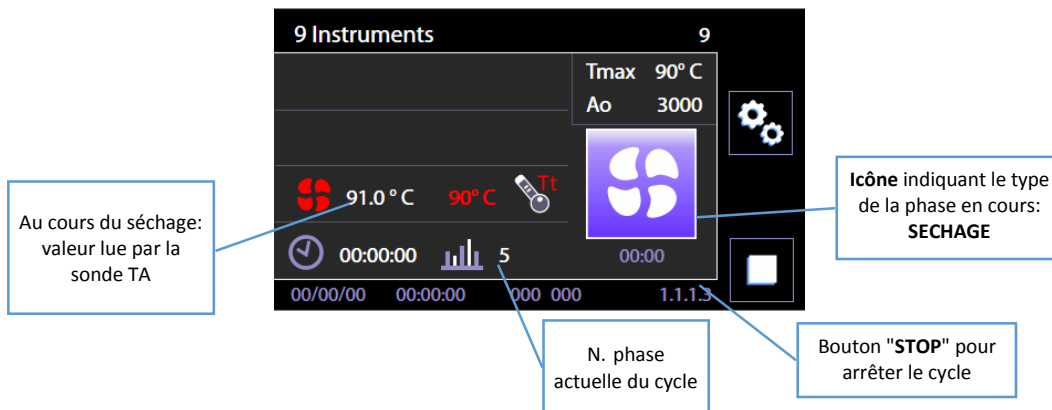 9 Instruments 9
Tmax 90° C
Ao 3000
Tt
91.0 ° C 90° C
00:00:00 5 00:00
00/00/00 00:00:00 000 000 1.1.1.3
Au cours du séchage:
valeur lue par la
sonde TA
Icône indiquant le type
de la phase en cours:
SECHAGE
N. phase
actuelle du cycle
Bouton "STOP" pour
arrêter le cycle